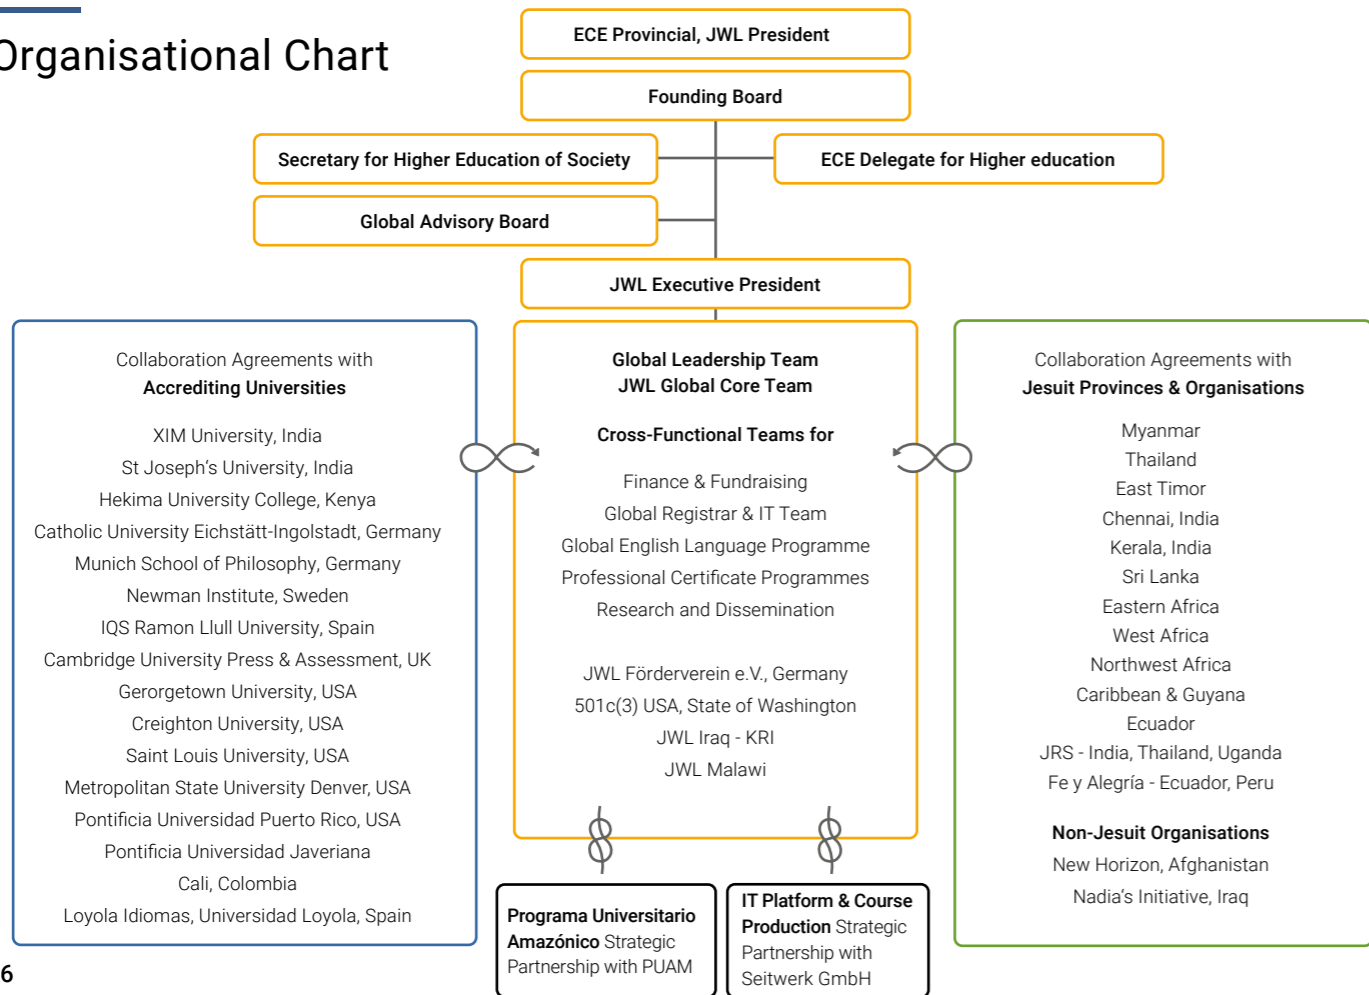 Organisational Chart
ECE Provincial, JWL President
Founding Board
Secretary for Higher Education of Society
ECE Delegate for Higher education
Global Advisory Board
JWL Executive President
Collaboration Agreements with
Accrediting Universities
XIM University, India
St Joseph‘s University, India
Hekima University College, Kenya
Catholic University Eichstätt-Ingolstadt, Germany
Munich School of Philosophy, Germany
Newman Institute, Sweden
IQS Ramon Llull University, Spain
Cambridge University Press & Assessment, UK
Gerorgetown University, USA
Creighton University, USA
Saint Louis University, USA
Metropolitan State University Denver, USA
Pontificia Universidad Puerto Rico, USA
Pontificia Universidad Javeriana
Cali, Colombia
Loyola Idiomas, Universidad Loyola, Spain
Global Leadership Team
JWL Global Core Team
Cross-Functional Teams for
Finance & Fundraising
Global Registrar & IT Team
Global English Language Programme
Professional Certificate Programmes
Research and Dissemination
JWL Förderverein e.V., Germany
501c(3) USA, State of Washington
JWL Iraq - KRI
JWL Malawi
Collaboration Agreements with
Jesuit Provinces & Organisations
Myanmar
Thailand
East Timor
Chennai, India
Kerala, India
Sri Lanka
Eastern Africa
West Africa
Northwest Africa
Caribbean & Guyana
Ecuador
JRS - India, Thailand, Uganda
Fe y Alegría - Ecuador, Peru
Non-Jesuit Organisations
New Horizon, Afghanistan
Nadia‘s Initiative, Iraq
Programa Universitario
Amazónico Strategic
Partnership with PUAM
IT Platform & Course
Production Strategic
Partnership with
Seitwerk GmbH
6